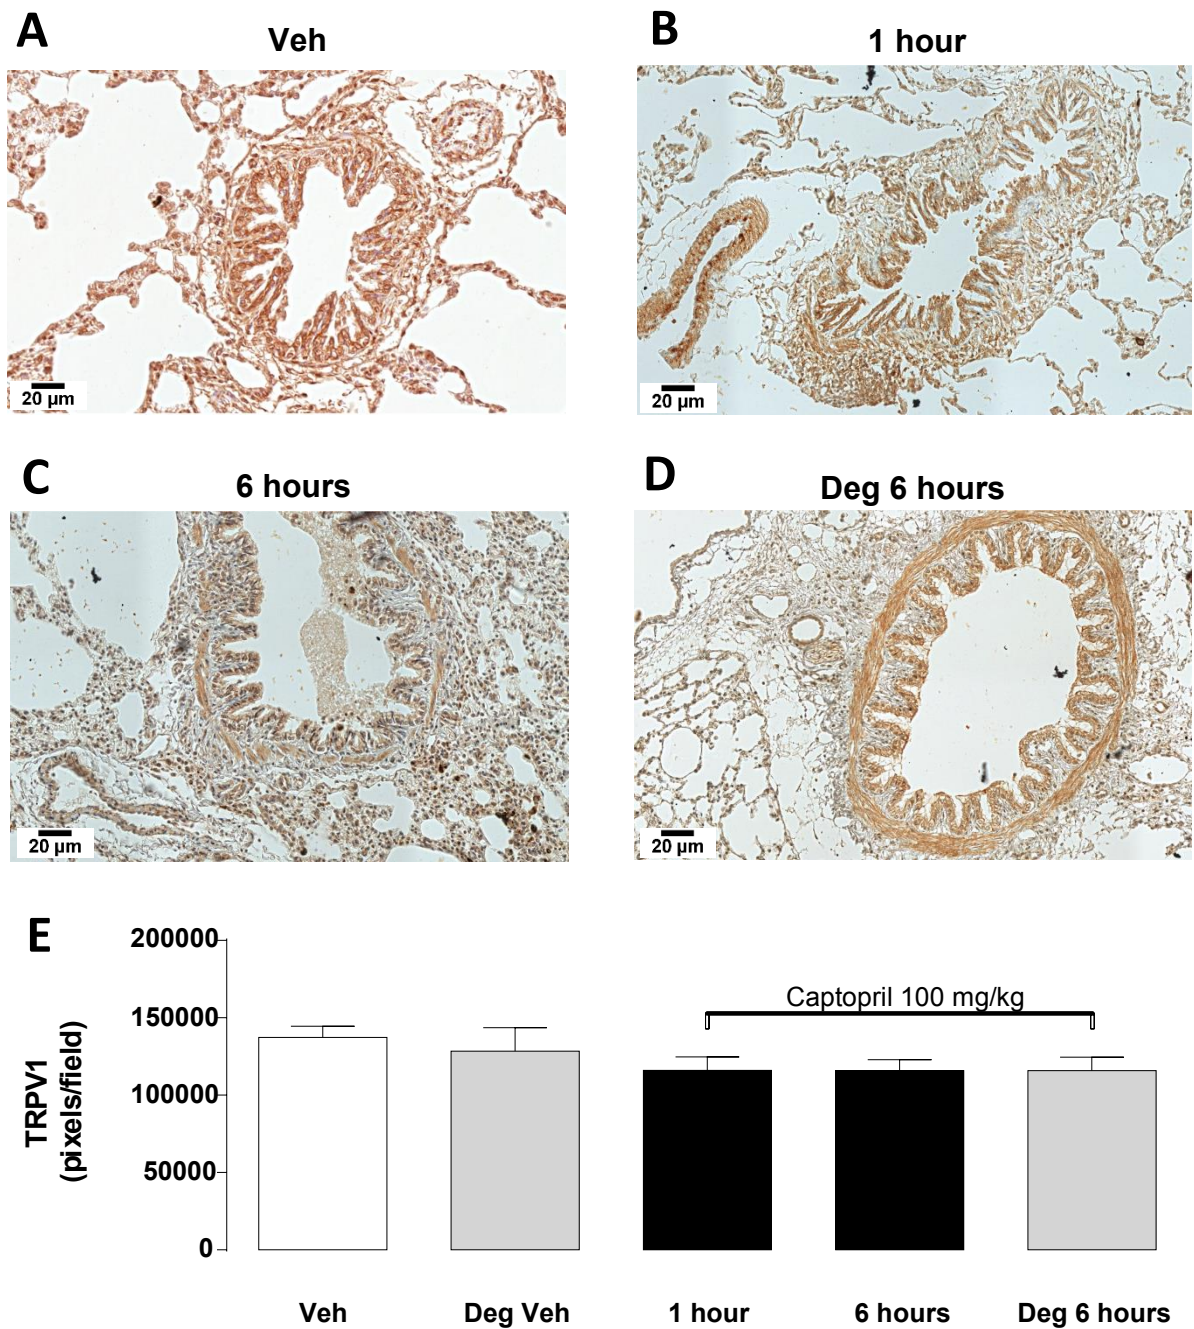 A
Veh
B
1 hour
20 µm
20 µm
C
6 hours
D
Deg 6 hours
20 µm
20 µm
E
TRPV1
(pixels/field)
200000
150000
100000
50000
0
Captopril 100 mg/kg
Veh
Deg Veh
1 hour
6 hours
Deg 6 hours